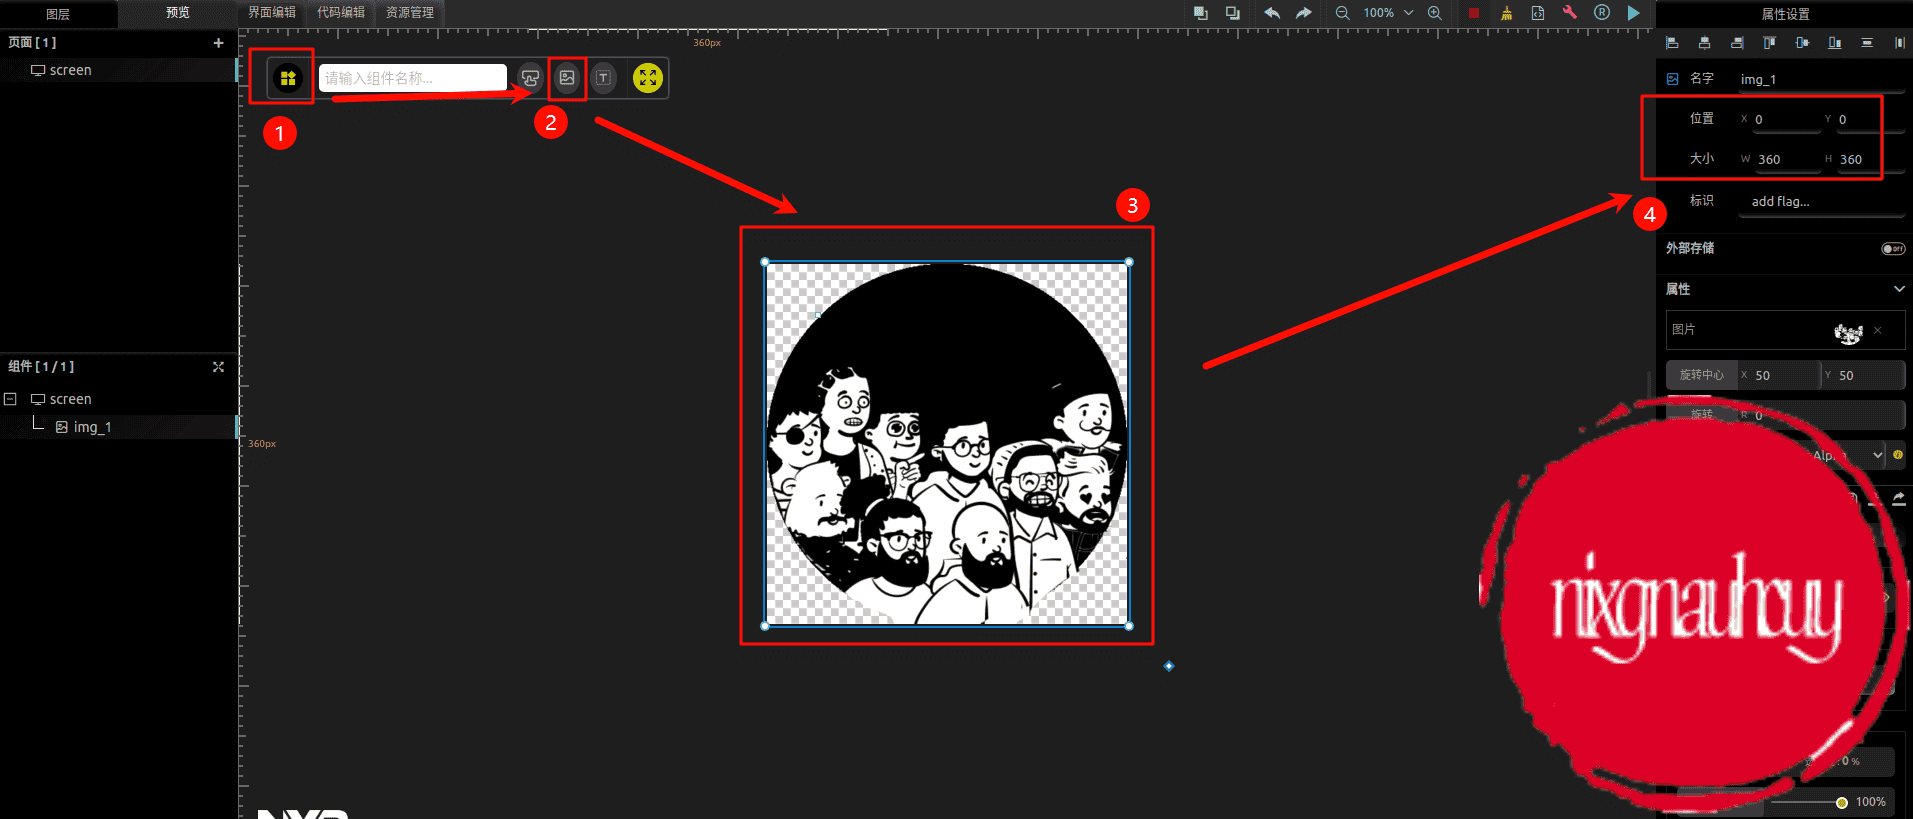 图层
预览
界面编辑
代码编辑
资源管理
100%
属性设置
页面 [ 1 ]
screen
360px
请输入组件名称...
T
1
2
3
4
名字
img_1
位置
X 0
Y 0
大小
W 360
H 360
标识
add flag...
外部存储
OFF
属性
图片
旋转中心
X 50
Y 50
旋转
R 0
组件 [ 1 / 1 ]
screen
img_1
360px
nixgnauhcuy
0 %
100%